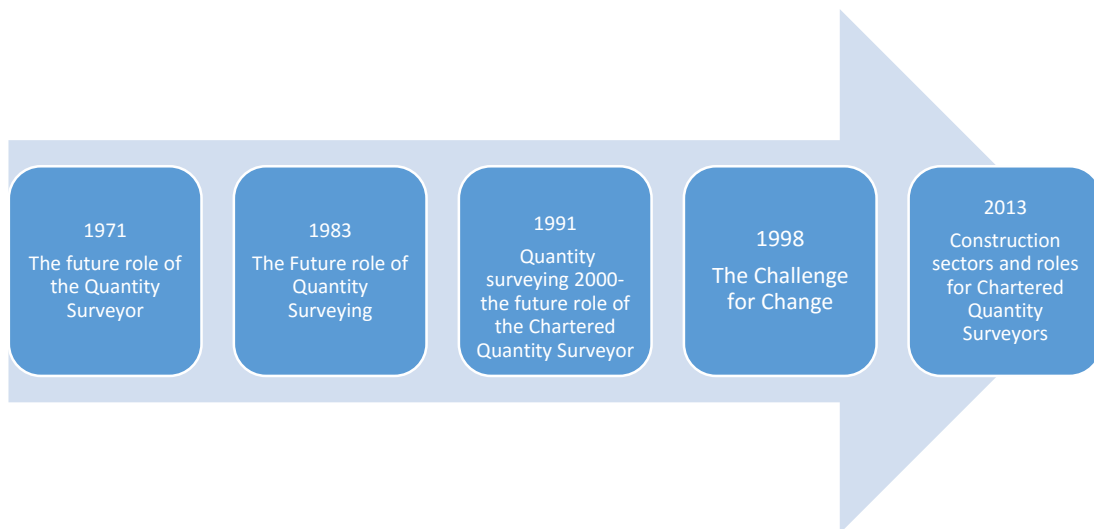 1971
The future role of
the Quantity
Surveyor
1983
The Future role of
Quantity
Surveying
1991
Quantity
surveying 2000-
the future role of
the Chartered
Quantity Surveyor
1998
The Challenge
for Change
2013
Construction
sectors and roles
for Chartered
Quantity
Surveyors